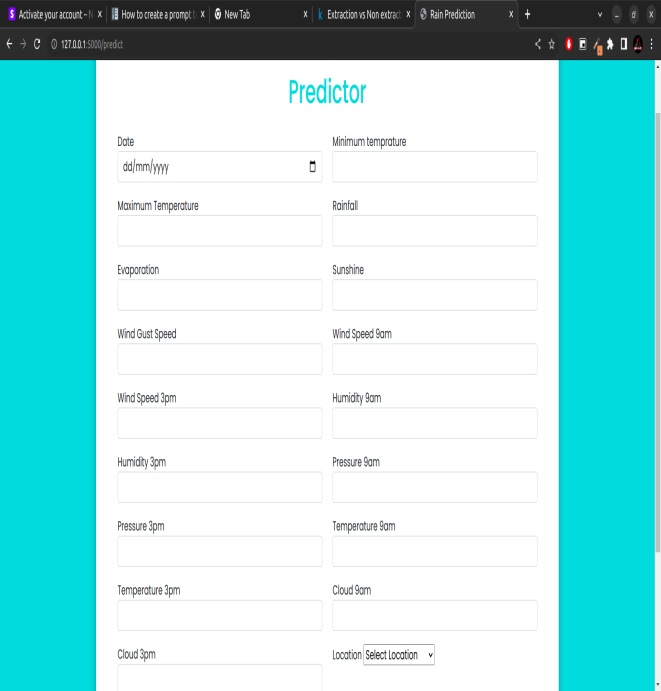 Activate your account – N
How to create a prompt t
New Tab
Extraction vs Non extract
Rain Prediction
127.0.0.1:5000/predict
Predictor
Date Minimum temprature
dd/mm/yyyy
Maximum Temperature Rainfall
Evaporation Sunshine
Wind Gust Speed Wind Speed 9am
Wind Speed 3pm Humidity 9am
Humidity 3pm Pressure 9am
Pressure 3pm Temperature 9am
Temperature 3pm Cloud 9am
Cloud 3pm Location Select Location